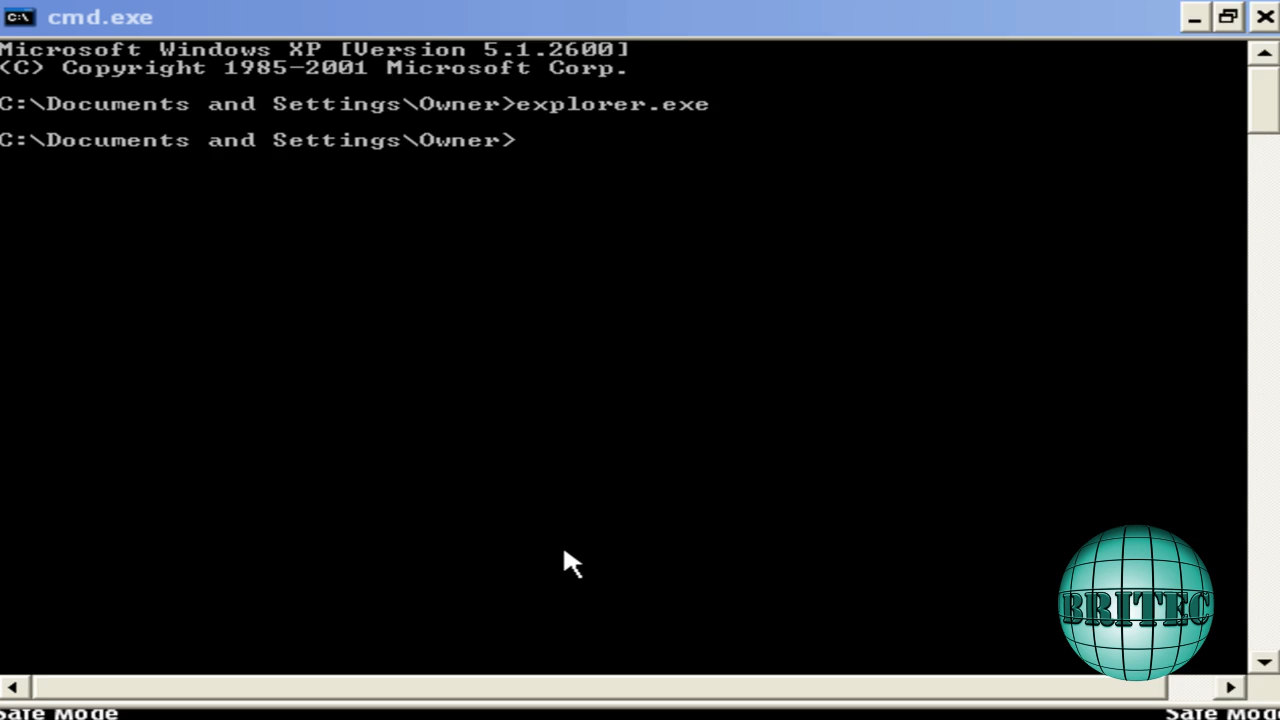 cmd.exe
Microsoft Windows XP [Version 5.1.2600]
(C) Copyright 1985-2001 Microsoft Corp.
C:\Documents and Settings\Owner>explorer.exe
C:\Documents and Settings\Owner>
BRITEC
Safe Mode
Safe Mode